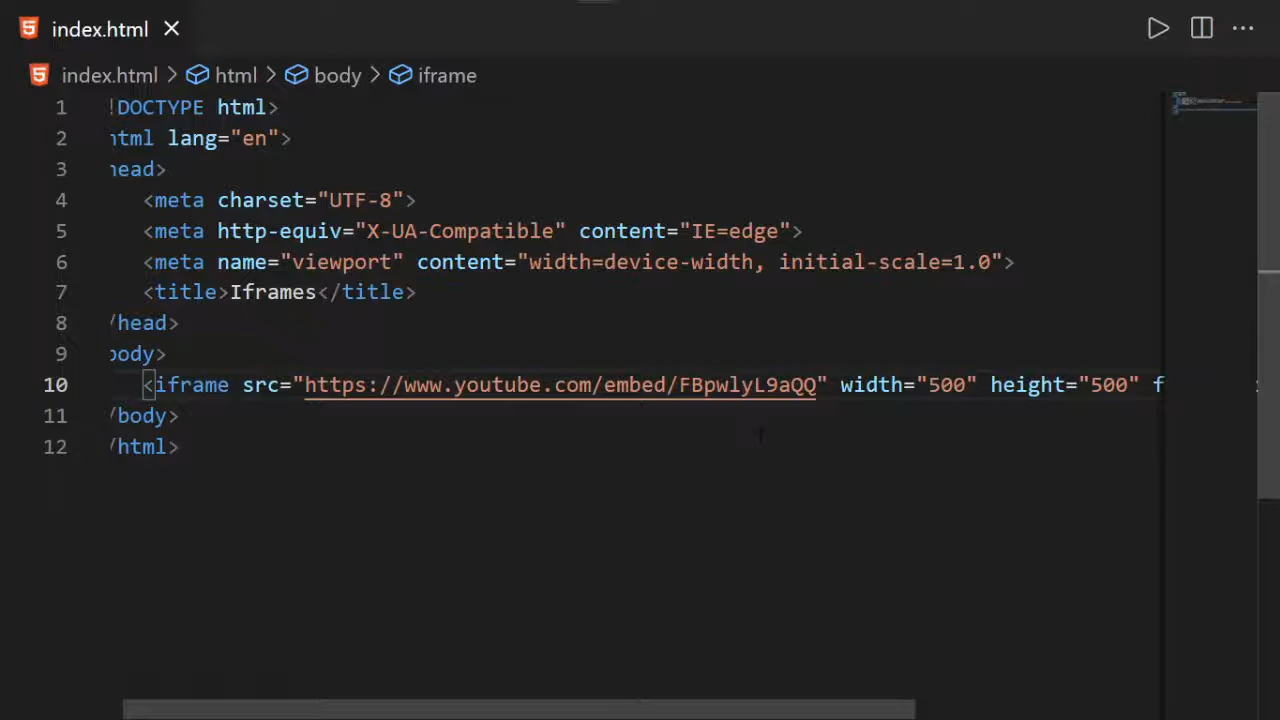 index.html
index.html > html > body > iframe
1 !DOCTYPE html>
2 html lang="en">
3 head>
4 <meta charset="UTF-8">
5 <meta http-equiv="X-UA-Compatible" content="IE=edge">
6 <meta name="viewport" content="width=device-width, initial-scale=1.0">
7 <title>Iframes</title>
8 /head>
9 body>
10 <iframe src="https://www.youtube.com/embed/FBpwlyL9aQQ" width="500" height="500" f
11 /body>
12 /html>